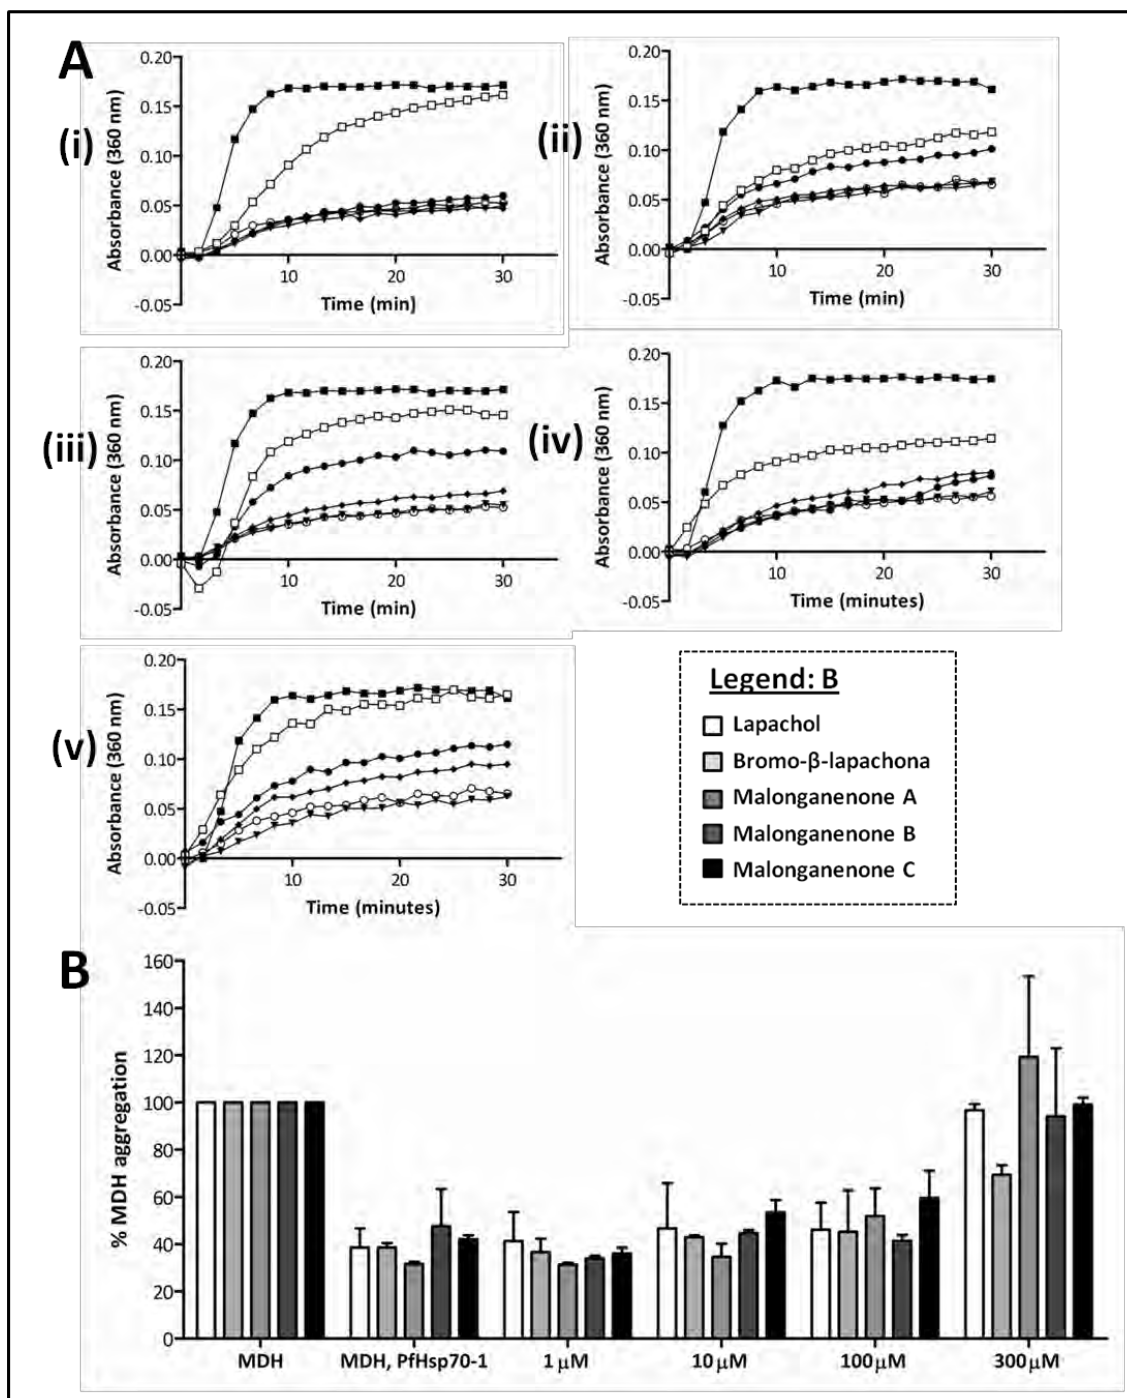 A
(i)
Absorbance (360 nm)
0.20
0.15
0.10
0.05
0.00
-0.05
10
20
30
Time (min)
(ii)
Absorbance (360 nm)
0.20
0.15
0.10
0.05
0.00
-0.05
10
20
30
Time (min)
(iii)
Absorbance (360 nm)
0.20
0.15
0.10
0.05
0.00
-0.05
10
20
30
Time (min)
(iv)
Absorbance (360 nm)
0.20
0.15
0.10
0.05
0.00
-0.05
10
20
30
Time (minutes)
(v)
Absorbance (360 nm)
0.20
0.15
0.10
0.05
0.00
-0.05
10
20
30
Time (minutes)
Legend: B
Lapachol
Bromo-β-lapachona
Malonganenone A
Malonganenone B
Malonganenone C
B
% MDH aggregation
160
140
120
100
80
60
40
20
0
MDH
MDH, PfHsp70-1
1 µM
10µM
100µM
300µM